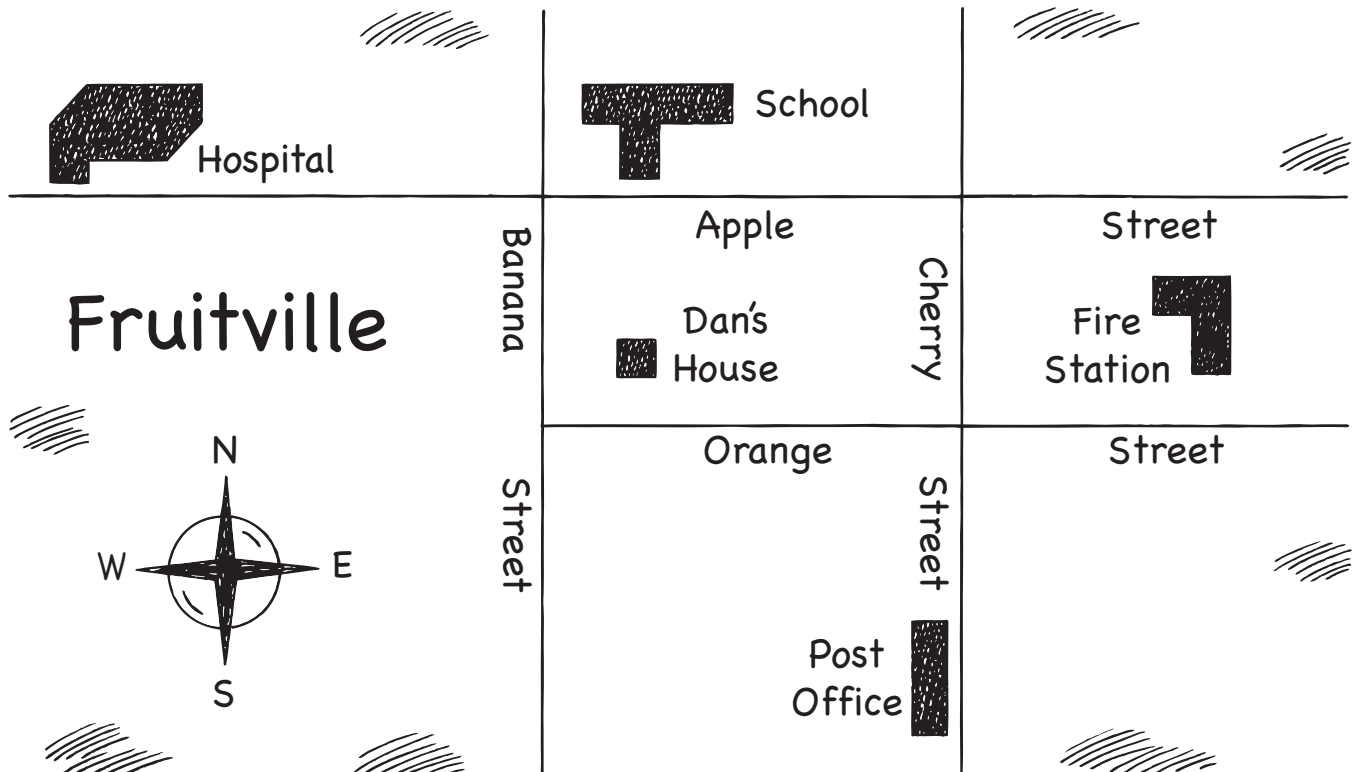 School
Hospital
Apple Street
Banana Street
Cherry Street
Fruitville
Dan's
House
Fire
Station
Orange Street
N
W E
S
Post
Office